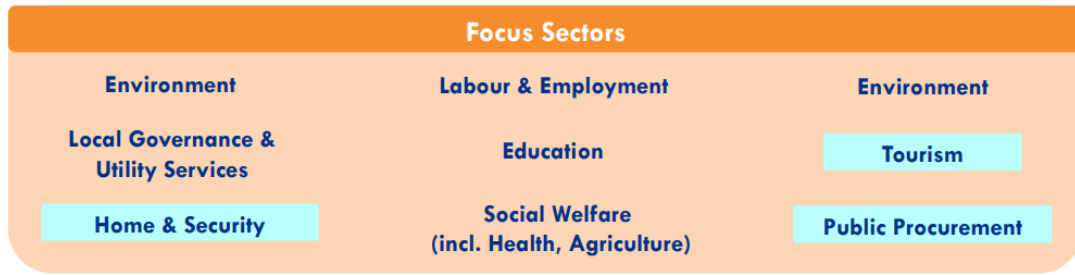 Focus Sectors
Environment
Labour & Employment
Environment
Local Governance &
Utility Services
Education
Tourism
Home & Security
Social Welfare
(incl. Health, Agriculture)
Public Procurement